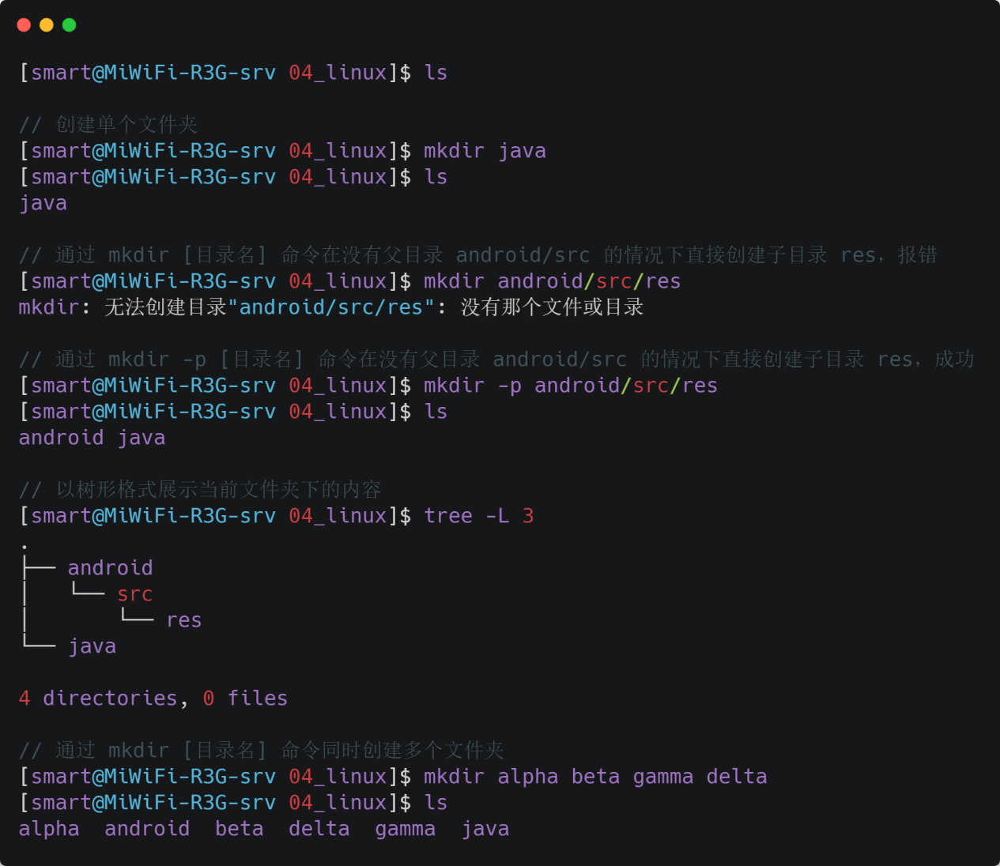 [smart@MiWiFi-R3G-srv 04_linux]$ ls
// 创建单个文件夹
[smart@MiWiFi-R3G-srv 04_linux]$ mkdir java
[smart@MiWiFi-R3G-srv 04_linux]$ ls
java
// 通过 mkdir [目录名] 命令在没有父目录 android/src 的情况下直接创建子目录 res，报错
[smart@MiWiFi-R3G-srv 04_linux]$ mkdir android/src/res
mkdir: 无法创建目录"android/src/res": 没有那个文件或目录
// 通过 mkdir -p [目录名] 命令在没有父目录 android/src 的情况下直接创建子目录 res，成功
[smart@MiWiFi-R3G-srv 04_linux]$ mkdir -p android/src/res
[smart@MiWiFi-R3G-srv 04_linux]$ ls
android java
// 以树形格式展示当前文件夹下的内容
[smart@MiWiFi-R3G-srv 04_linux]$ tree -L 3
.
├── android
│   └── src
│       └── res
└── java
4 directories, 0 files
// 通过 mkdir [目录名] 命令同时创建多个文件夹
[smart@MiWiFi-R3G-srv 04_linux]$ mkdir alpha beta gamma delta
[smart@MiWiFi-R3G-srv 04_linux]$ ls
alpha  android  beta  delta  gamma  java